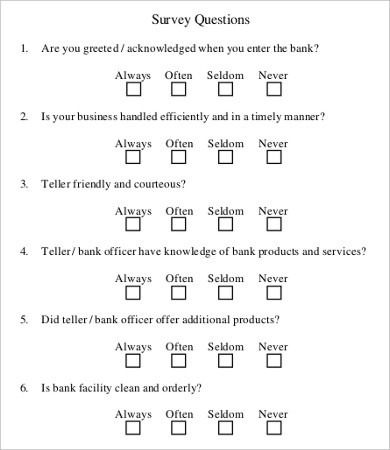 Survey Questions
1. Are you greeted / acknowledged when you enter the bank?
Always Often Seldom Never
2. Is your business handled efficiently and in a timely manner?
Always Often Seldom Never
3. Teller friendly and courteous?
Always Often Seldom Never
4. Teller / bank officer have knowledge of bank products and services?
Always Often Seldom Never
5. Did teller / bank officer offer additional products?
Always Often Seldom Never
6. Is bank facility clean and orderly?
Always Often Seldom Never